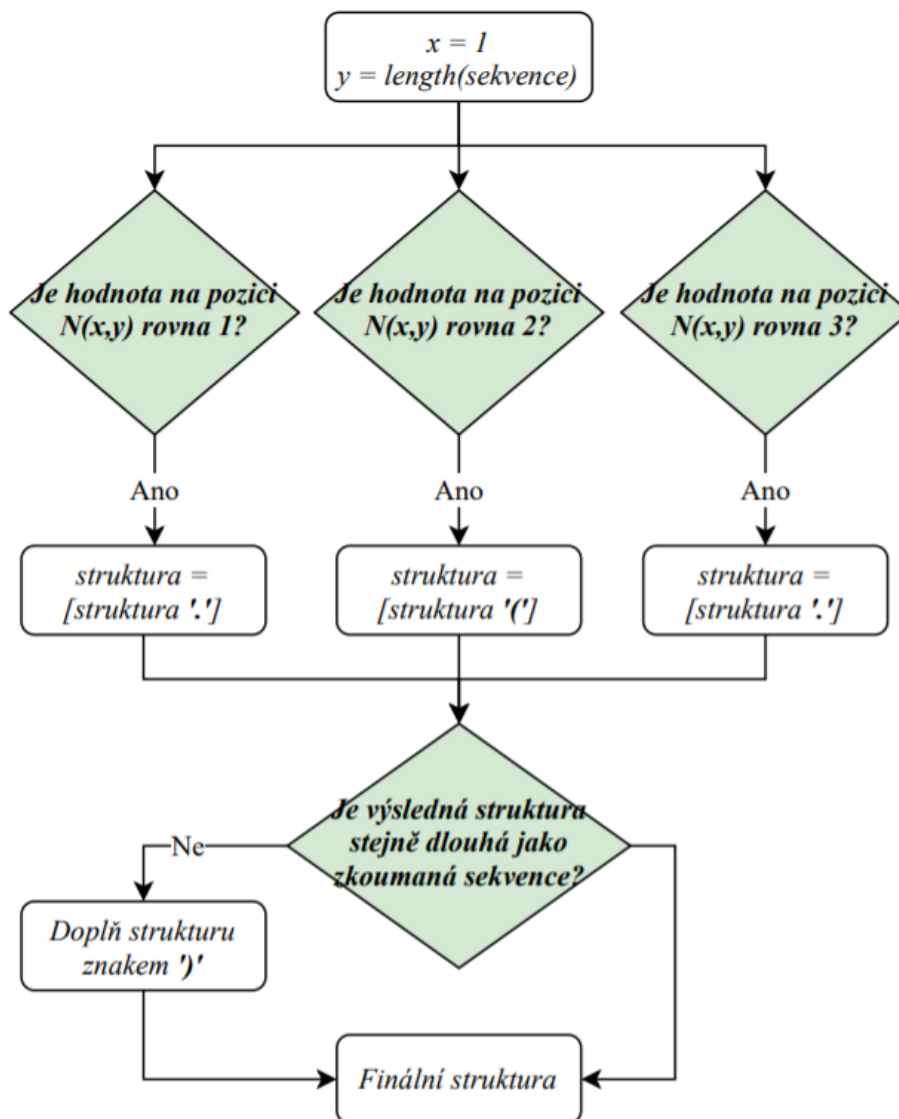 x = 1
y = length(sekvence)
Je hodnota na pozici
N(x,y) rovna 1?
Je hodnota na pozici
N(x,y) rovna 2?
Je hodnota na pozici
N(x,y) rovna 3?
Ano
Ano
Ano
struktura =
[struktura '.']
struktura =
[struktura '(']
struktura =
[struktura '.']
Je výsledná struktura
stejně dlouhá jako
zkoumaná sekvence?
Ne
Doplň strukturu
znakem ')'
Finální struktura